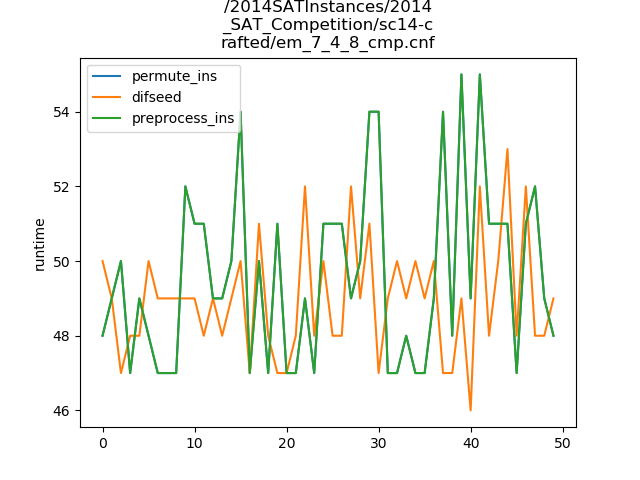 /2014SATInstances/2014
_SAT_Competition/sc14-c
rafted/em_7_4_8_cmp.cnf
permute_ins
difseed
preprocess_ins
runtime
54
52
50
48
46
0
10
20
30
40
50